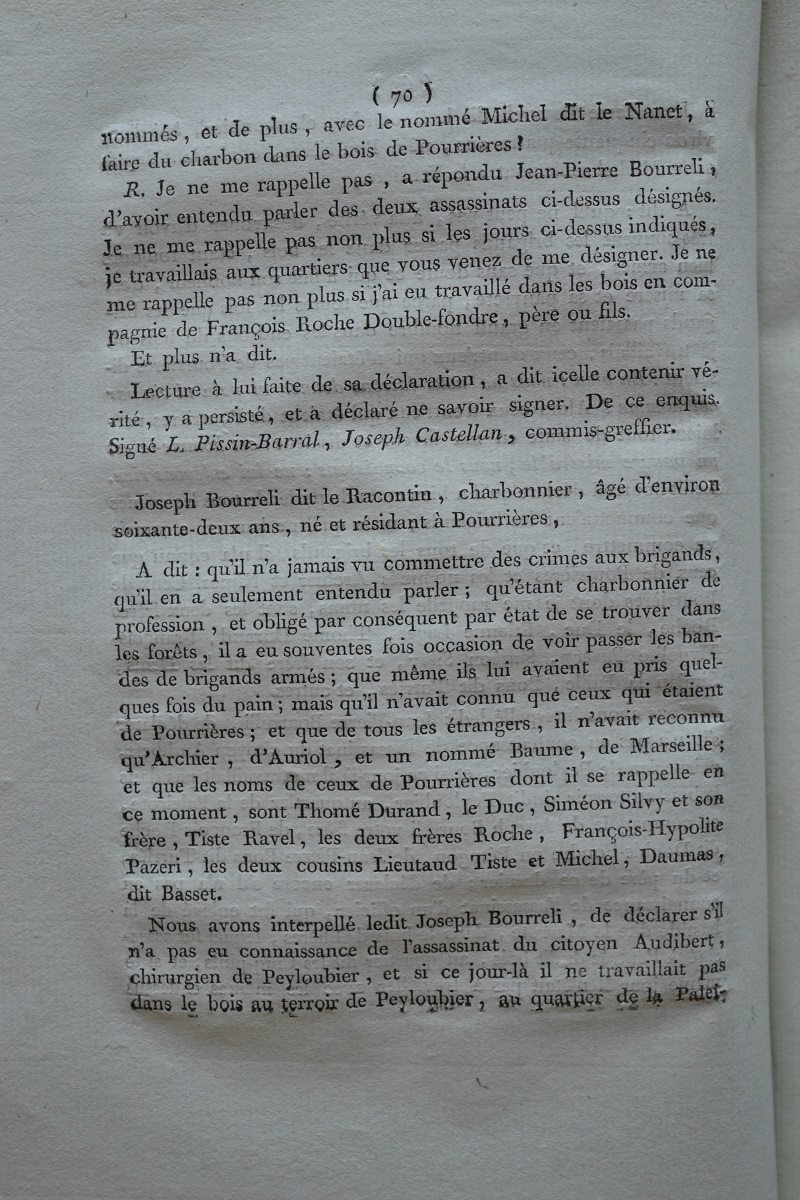 ( 70 )
nommés, et de plus, avec le nommé Michel dit le Nanet, à
faire du charbon dans le bois de Pourrières ?
R. Je ne me rappelle pas, a répondu Jean-Pierre Bourreli,
d'avoir entendu parler des deux assassinats ci-dessus désignés.
Je ne me rappelle pas non plus si les jours ci-dessus indiqués,
je travaillais aux quartiers que vous venez de me désigner. Je ne
me rappelle pas non plus si j'ai eu travaillé dans les bois en com-
pagnie de François Roche Double-fondre, père ou fils.
Et plus n'a dit.
Lecture à lui faite de sa déclaration, a dit icelle contenir vé-
rité, y a persisté, et a déclaré ne savoir signer. De ce enquis.
Signé L. Pissin-Barral, Joseph Castellan, commis-greffier.
Joseph Bourreli dit le Racontin, charbonnier, âgé d'environ
soixante-deux ans, né et résidant à Pourrières,
A dit : qu'il n'a jamais vu commettre des crimes aux brigands,
qu'il en a seulement entendu parler ; qu'étant charbonnier de
profession, et obligé par conséquent par état de se trouver dans
les forêts, il a eu souventes fois occasion de voir passer les ban-
des de brigands armés ; que même ils lui avaient eu pris quel-
ques fois du pain ; mais qu'il n'avait connu que ceux qui étaient
de Pourrières ; et que de tous les étrangers, il n'avait reconnu
qu'Archier, d'Auriol, et un nommé Baume, de Marseille ;
et que les noms de ceux de Pourrières dont il se rappelle en
ce moment, sont Thomé Durand, le Duc, Siméon Silvy et son
frère, Tiste Ravel, les deux frères Roche, François-Hypolite
Pazeri, les deux cousins Lieutaud Tiste et Michel, Daumas,
dit Basset.
Nous avons interpellé ledit Joseph Bourreli, de déclarer s'il
n'a pas eu connaissance de l'assassinat du citoyen Audibert,
chirurgien de Peyloubier, et si ce jour-là il ne travaillait pas
dans le bois au terroir de Peyloubier, au quartier de la Palet-